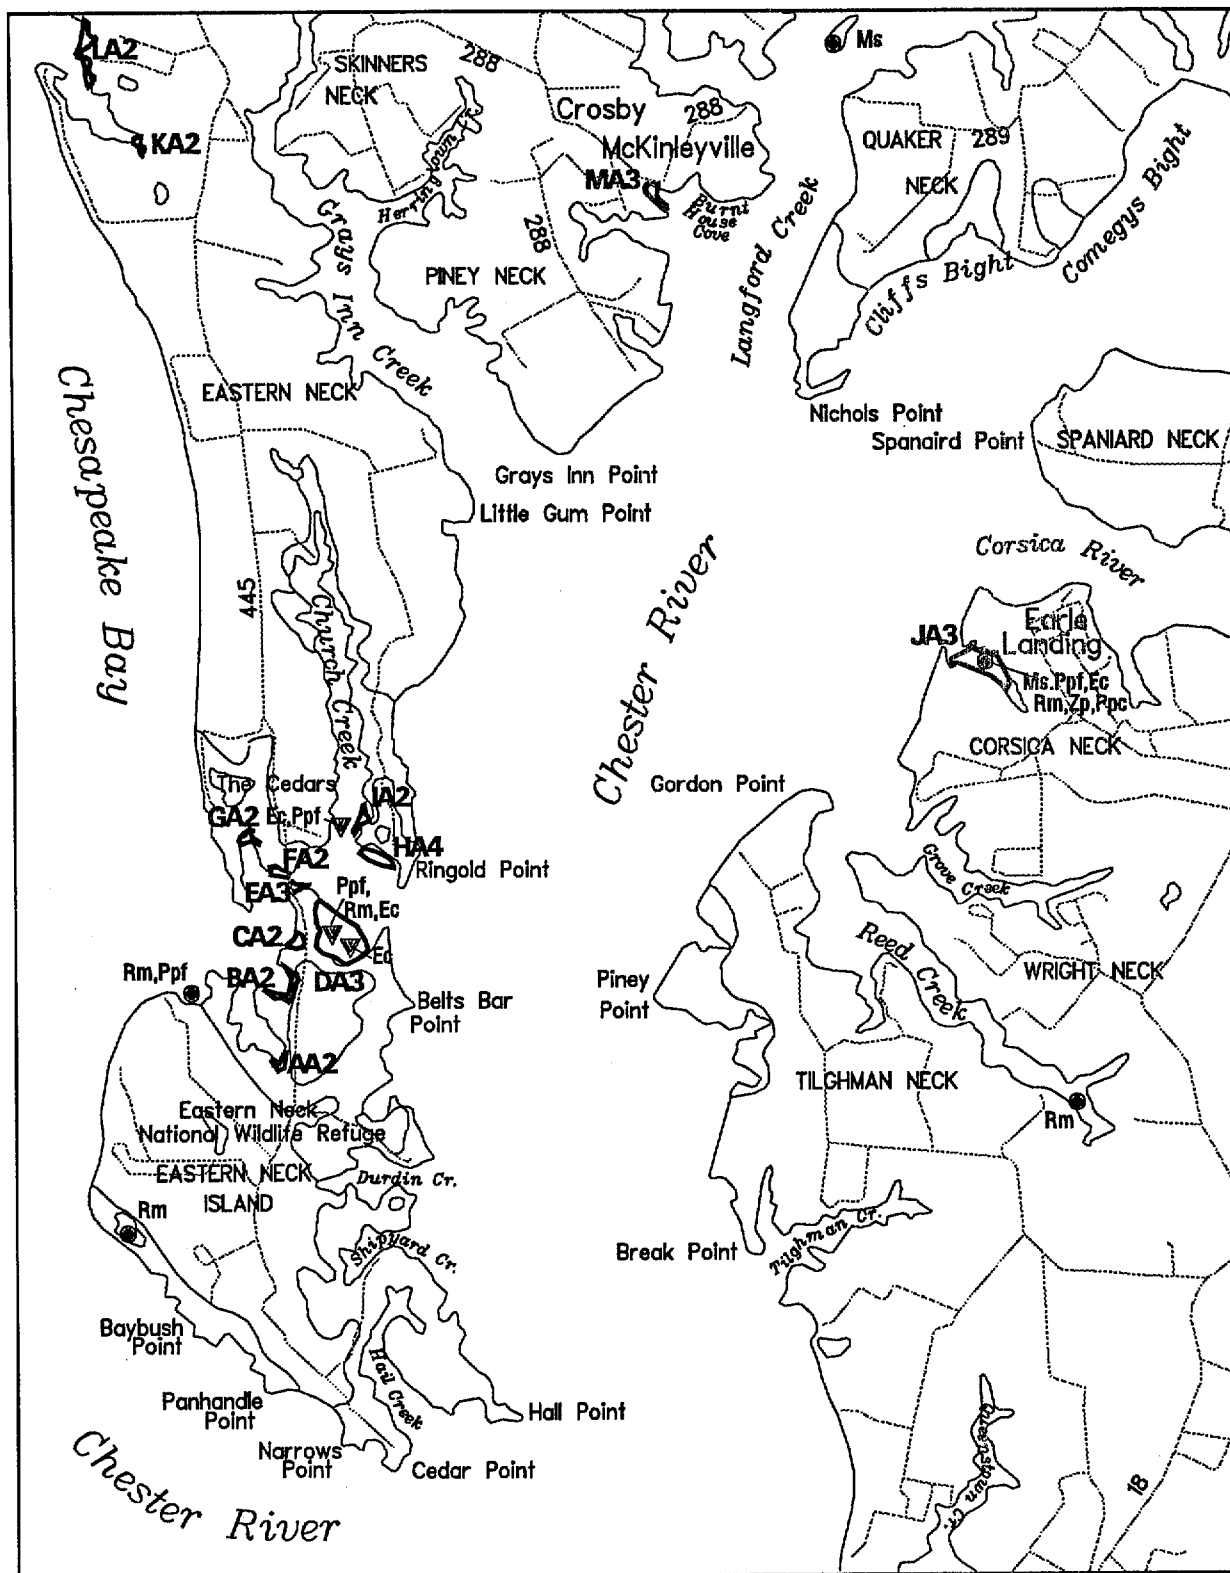 LA2
SKINNERS
NECK
288
Ms
Crosby
288
KA2
McKinleyville
QUAKER
289
NECK
MA3
Herringtown Cr.
Burnt
House
Cove
Comegys Bight
Grays Inn Creek
288
Langford Creek
Cliffs Bight
PINEY NECK
Chesapeake Bay
EASTERN NECK
Nichols Point
Spanaird Point
SPANIARD NECK
Grays Inn Point
Little Gum Point
Corsica River
445
Church Creek
Chester River
JA3
Earle
Landing
Ms.Ppf,Ec
Rm,Zp,Ppc
CORSICA NECK
The Cedars
Gordon Point
IA2
GA2
Ec,Ppf
HA4
FA2
Ringold Point
EA3
Ppf,
Rm,Ec
Grove Creek
CA2
Ec
Reed Creek
Rm,Ppf
BA2
DA3
Belts Bar
Point
Piney
Point
WRIGHT NECK
AA2
TILGHMAN NECK
Eastern Neck
National Wildlife Refuge
Rm
EASTERN NECK
ISLAND
Durdin Cr.
Rm
Shipyard Cr.
Break Point
Tilghman Cr.
Baybush
Point
Hail Creek
Panhandle
Point
Hall Point
Narrows
Point
Cedar Point
Queenstown Cr.
18
Chester River